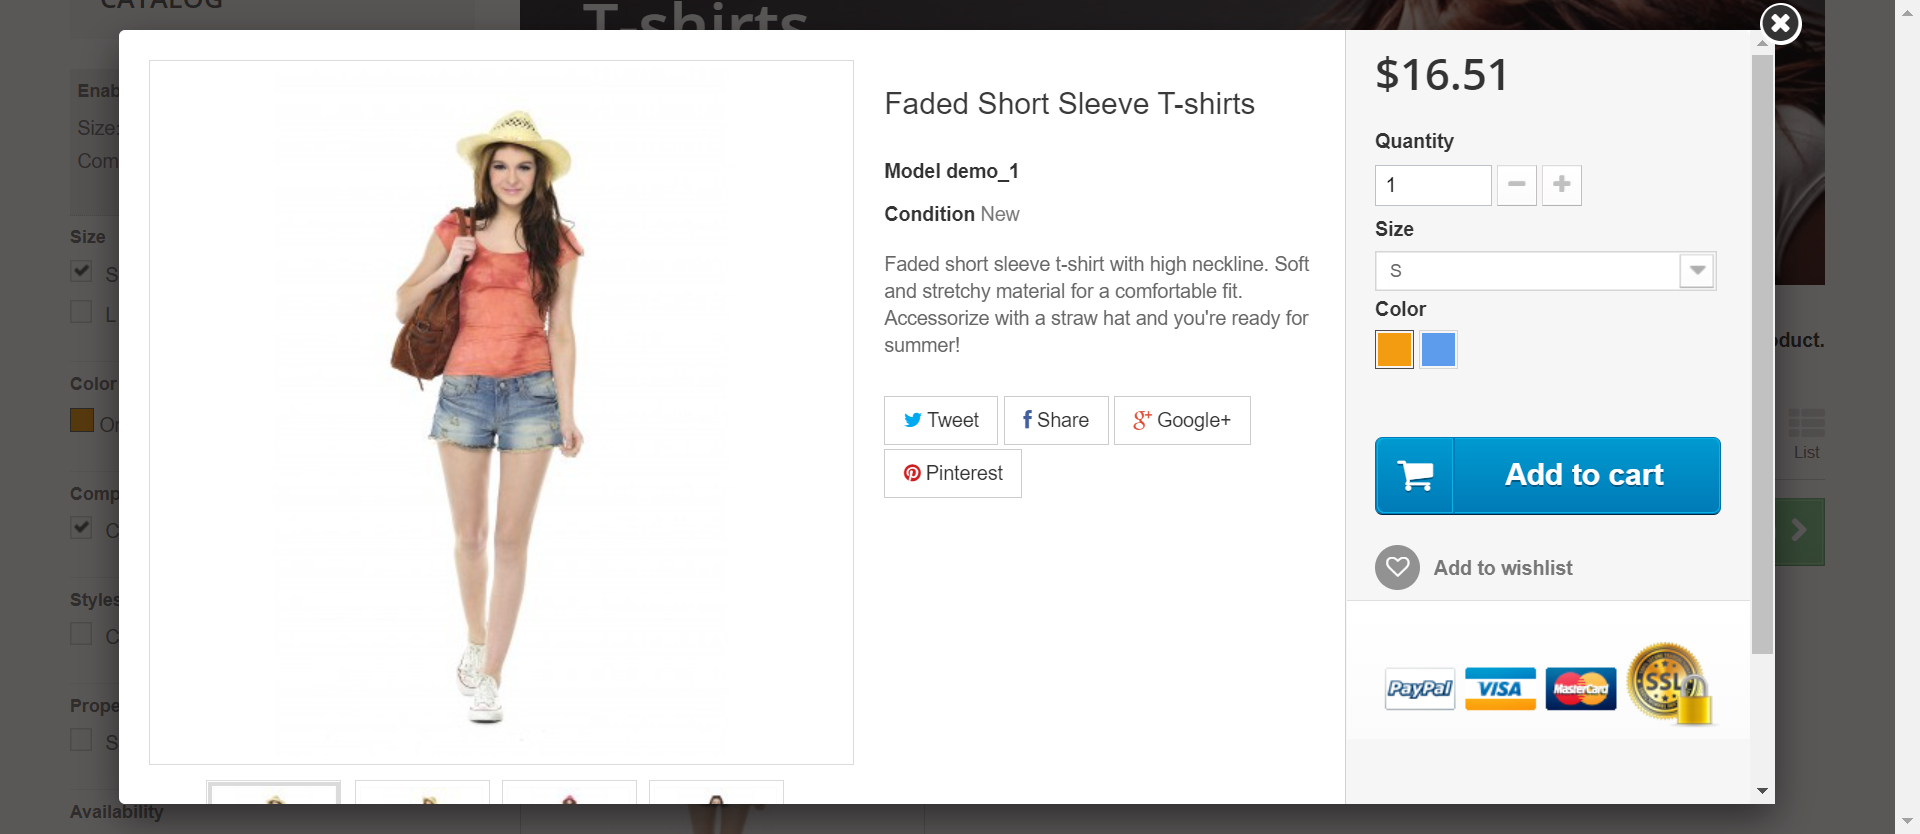 CATALOG
T-shirts
Enab
Size:
Com
Size
S
L
Color
Or
Comp
C
Styles
C
Prope
S
Availability
Faded Short Sleeve T-shirts
Model demo_1
Condition New
Faded short sleeve t-shirt with high neckline. Soft
and stretchy material for a comfortable fit.
Accessorize with a straw hat and you're ready for
summer!
Tweet
Share
Google+
Pinterest
$16.51
Quantity
1
Size
S
Color
Add to cart
Add to wishlist
PayPal VISA MasterCard SSL
oduct.
List